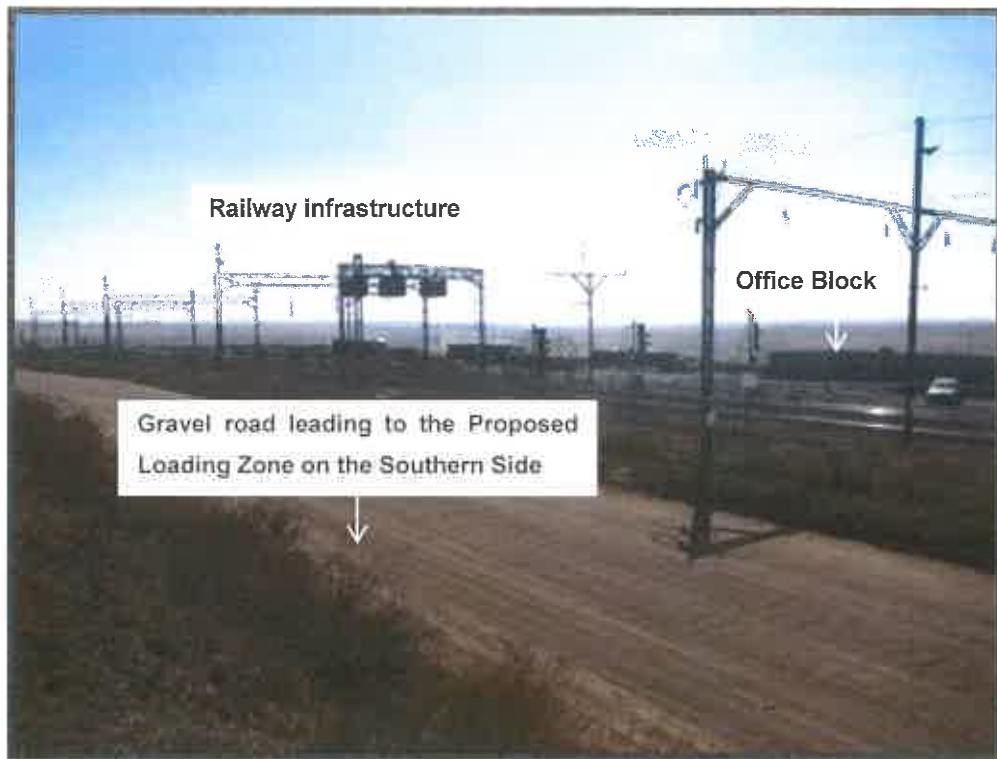 Railway infrastructure
Office Block
Gravel road leading to the Proposed
Loading Zone on the Southern Side